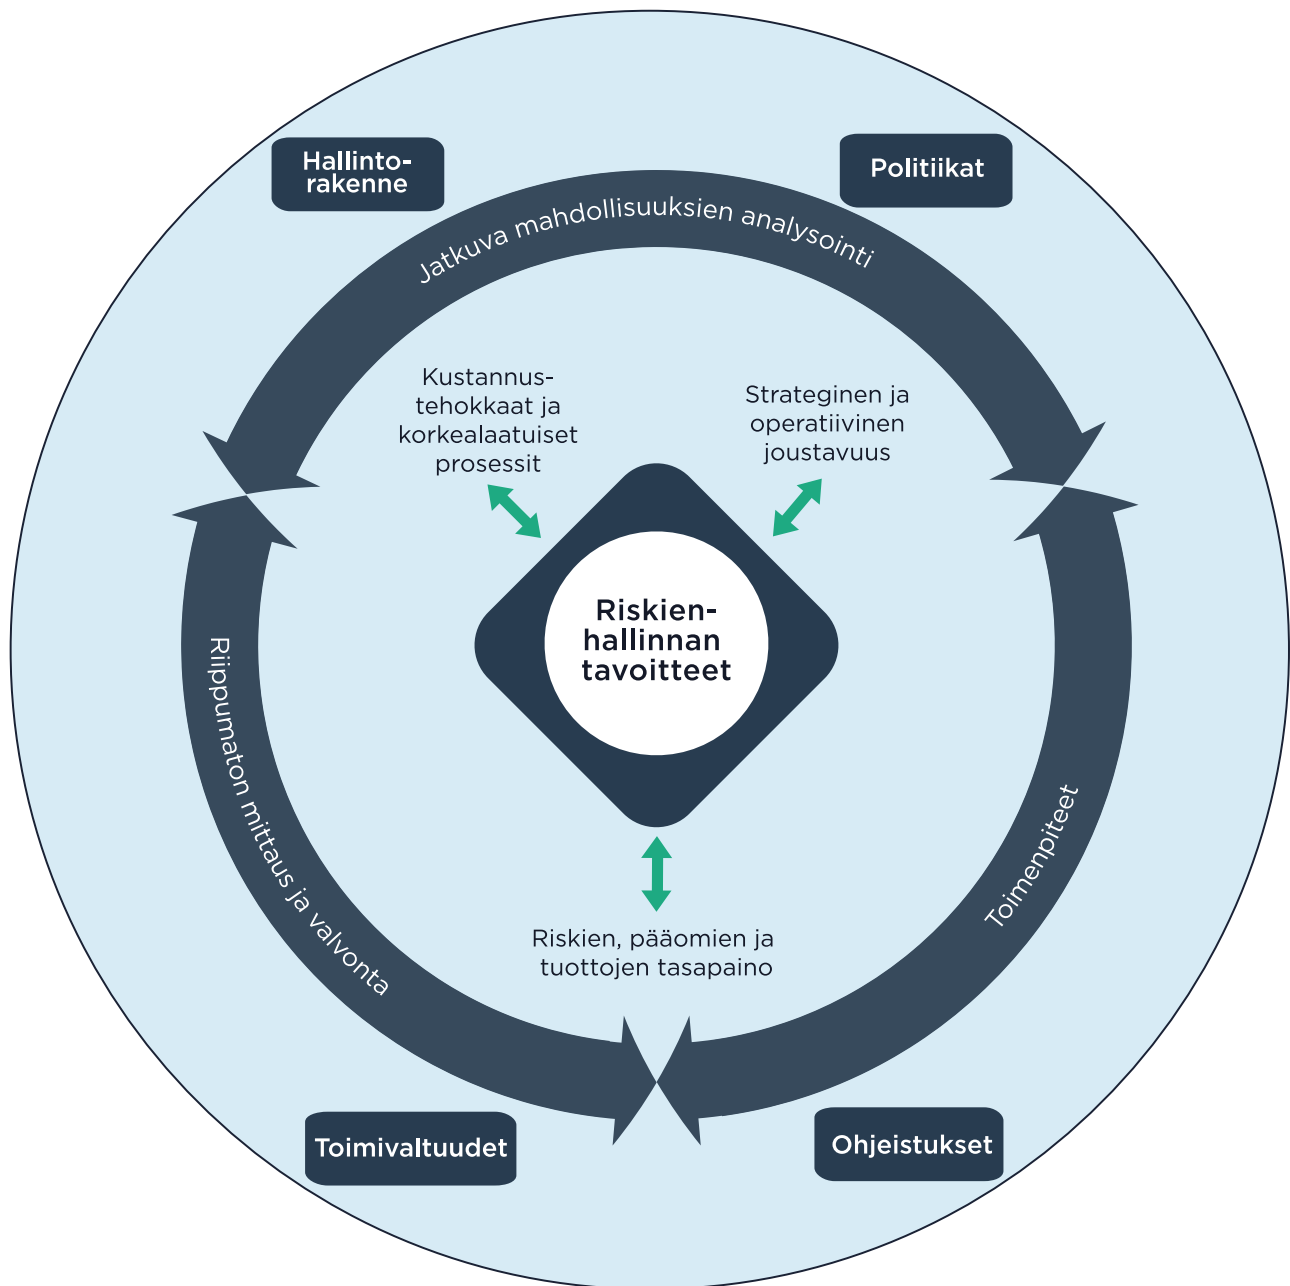 Hallinto-
rakenne
Politiikat
Jatkuva mahdollisuuksien analysointi
Kustannus-
tehokkaat ja
korkealaatuiset
prosessit
Strateginen ja
operatiivinen
joustavuus
Riskien-
hallinnan
tavoitteet
Riippumaton mittaus ja valvonta
Toimenpiteet
Riskien, pääomien ja
tuottojen tasapaino
Toimivaltuudet
Ohjeistukset